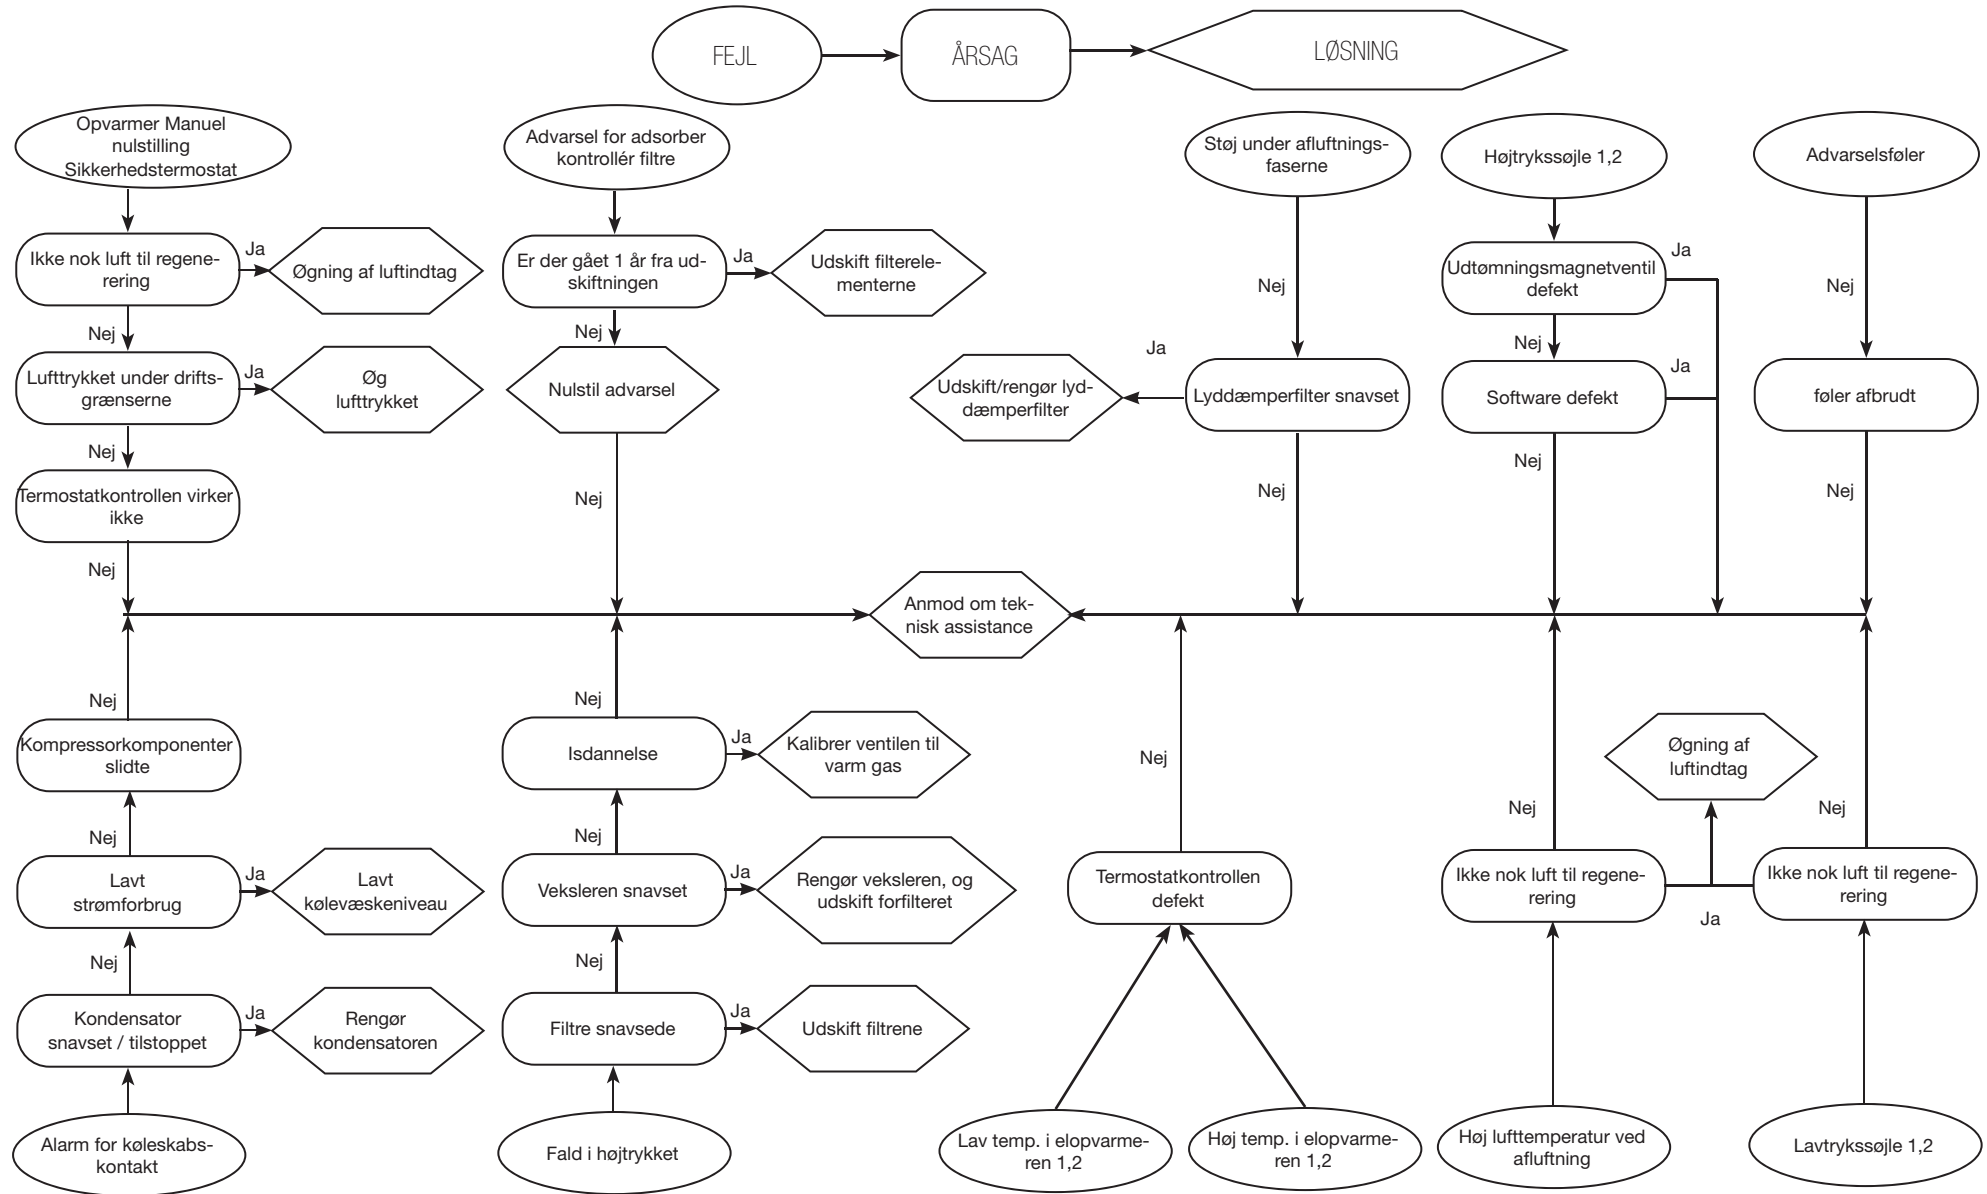 FEJL
ÅRSAG
LØSNING
Opvarmer Manuel
nulstilling
Sikkerhedstermostat
Ikke nok luft til regene-
rering
Ja
Øgning af luftindtag
Nej
Lufttrykket under drifts-
grænserne
Ja
Øg
lufttrykket
Nej
Termostatkontrollen virker
ikke
Nej
Advarsel for adsorber
kontrollér filtre
Er der gået 1 år fra ud-
skiftningen
Ja
Udskift filterele-
menterne
Nej
Nulstil advarsel
Nej
Støj under afluftnings-
faserne
Nej
Lyddæmperfilter snavset
Ja
Udskift/rengør lyd-
dæmperfilter
Nej
Højtrykssøjle 1,2
Udtømningsmagnetventil
defekt
Ja
Nej
Software defekt
Ja
Nej
Advarselsføler
Nej
føler afbrudt
Nej
Anmod om tek-
nisk assistance
Nej
Kompressorkomponenter
slidte
Nej
Lavt
strømforbrug
Ja
Lavt
kølevæskeniveau
Nej
Kondensator
snavset / tilstoppet
Ja
Rengør
kondensatoren
Alarm for køleskabs-
kontakt
Nej
Isdannelse
Ja
Kalibrer ventilen til
varm gas
Nej
Veksleren snavset
Ja
Rengør veksleren, og
udskift forfilteret
Nej
Filtre snavsede
Ja
Udskift filtrene
Fald i højtrykket
Nej
Termostatkontrollen
defekt
Lav temp. i elopvarme-
ren 1,2
Høj temp. i elopvarme-
ren 1,2
Nej
Ikke nok luft til regene-
rering
Høj lufttemperatur ved
afluftning
Øgning af
luftindtag
Ja
Nej
Ikke nok luft til regene-
rering
Lavtrykssøjle 1,2